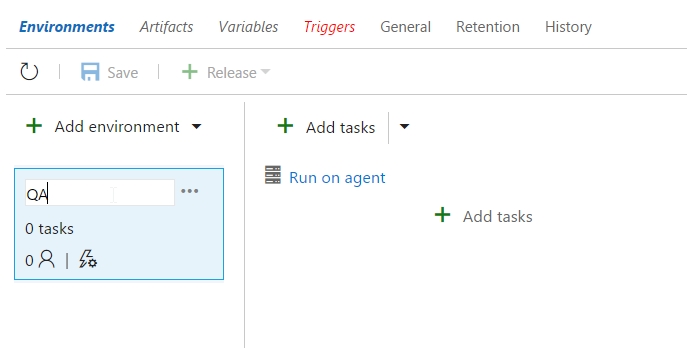 Environments Artifacts Variables Triggers General Retention History
Save Release
Add environment Add tasks
Run on agent
QA
Add tasks
0 tasks
0